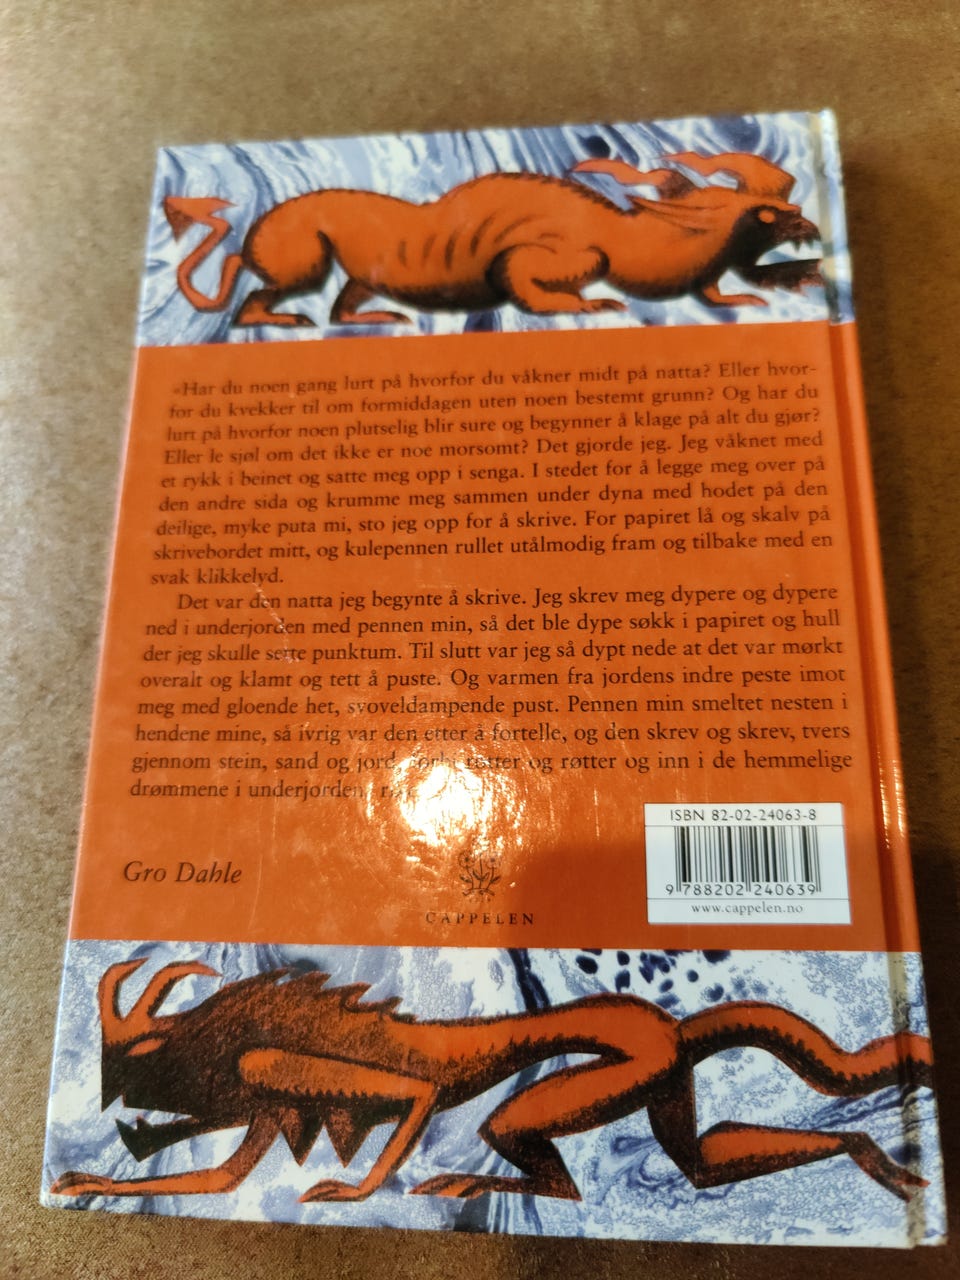 «Har du noen gang lurt på hvorfor du våkner midt på natta? Eller hvor-
for du kvekker til om formiddagen uten noen bestemt grunn? Og har du
lurt på hvorfor noen plutselig blir sure og begynner å klage på alt du gjør?
Eller le sjøl om det ikke er noe morsomt? Det gjorde jeg. Jeg våknet med
et rykk i beinet og satte meg opp i senga. I stedet for å legge meg over på
den andre sida og krumme meg sammen under dyna med hodet på den
deilige, myke puta mi, sto jeg opp for å skrive. For papiret lå og skalv på
skrivebordet mitt, og kulepennen rullet utålmodig fram og tilbake med en
svak klikkelyd.
Det var den natta jeg begynte å skrive. Jeg skrev meg dypere og dypere
ned i underjorden med pennen min, så det ble dype søkk i papiret og hull
der jeg skulle sette punktum. Til slutt var jeg så dypt nede at det var mørkt
overalt og klamt og tett å puste. Og varmen fra jordens indre peste imot
meg med gloende het, svoveldampende pust. Pennen min smeltet nesten i
hendene mine, så ivrig var den etter å fortelle, og den skrev og skrev, tvers
gjennom stein, sand og jord, forbi røtter og røtter og inn i de hemmelige
drømmene i underjorden
ISBN 82-02-24063-8
9 788202 240639
www.cappelen.no
Gro Dahle
CAPPELEN